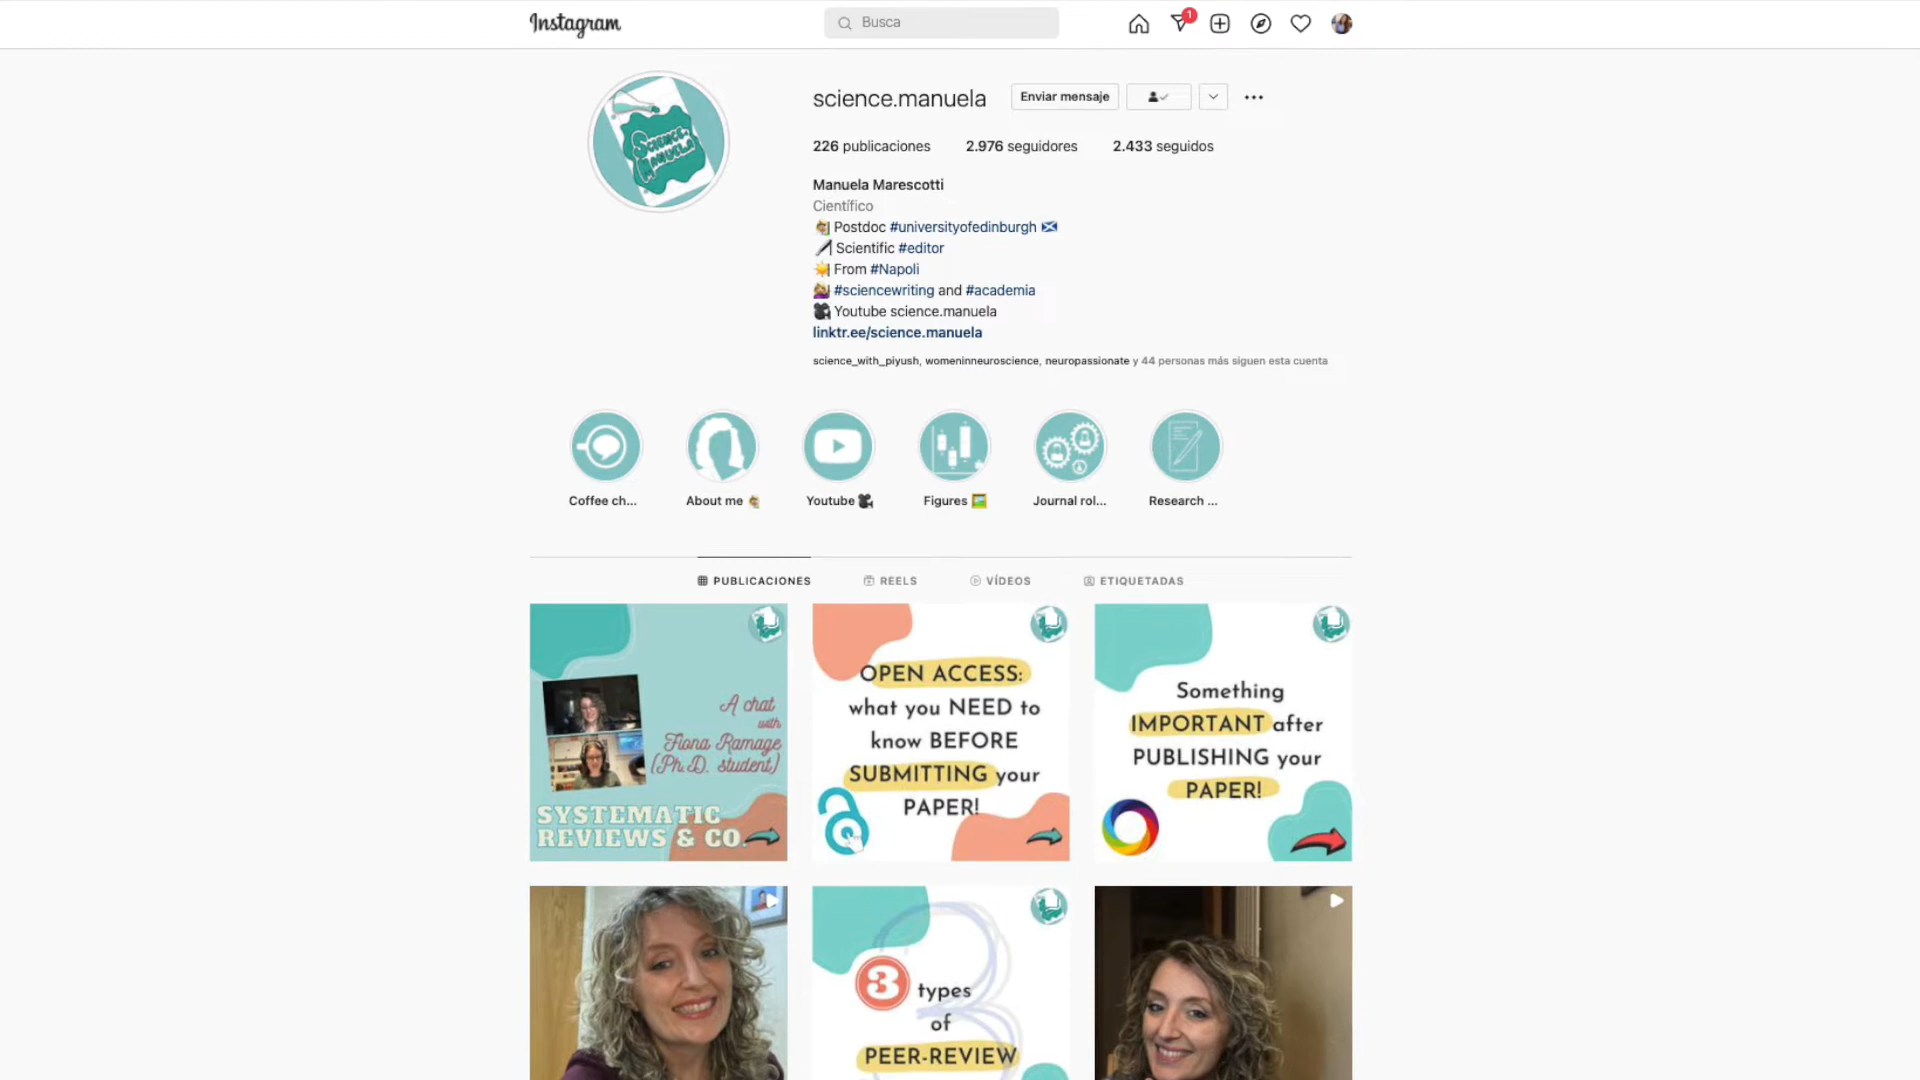 Instagram
Busca
1
SCIENCE.
MANUELA
science.manuela
Enviar mensaje
226 publicaciones
2.976 seguidores
2.433 seguidos
Manuela Marescotti
Científico
Postdoc #universityofedinburgh
Scientific #editor
From #Napoli
#sciencewriting and #academia
Youtube science.manuela
linktr.ee/science.manuela
science_with_piyush, womeninneuroscience, neuropassionate y 44 personas más siguen esta cuenta
Coffee ch...
About me
Youtube
Figures
Journal rol...
Research ...
PUBLICACIONES
REELS
VÍDEOS
ETIQUETADAS
A chat
with
Fiona Ramage
(Ph.D. student)
SYSTEMATIC
REVIEWS & CO.
OPEN ACCESS:
what you NEED to
know BEFORE
SUBMITTING your
PAPER!
Something
IMPORTANT after
PUBLISHING your
PAPER!
3 types
of
PEER-REVIEW